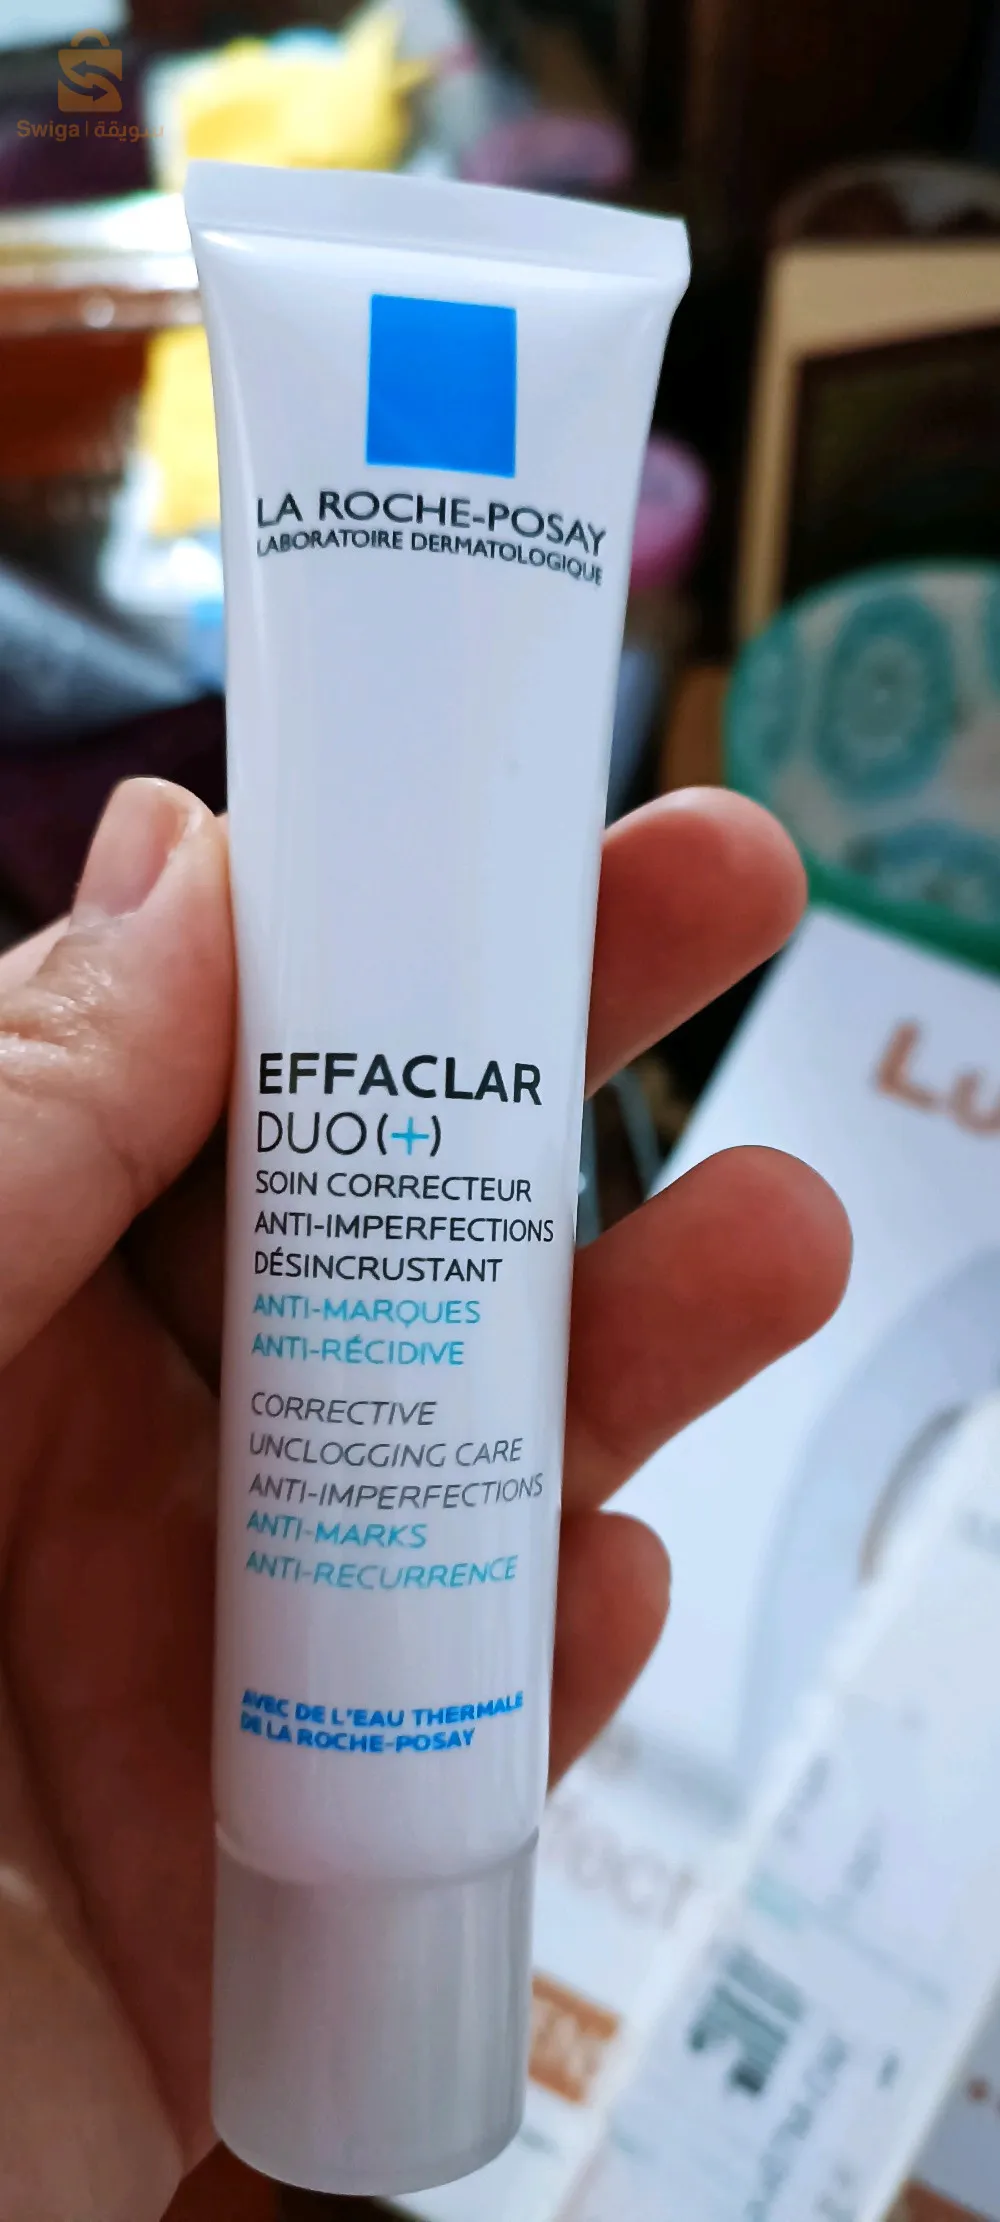 Swiga | سويقة
LA ROCHE-POSAY
LABORATOIRE DERMATOLOGIQUE
EFFACLAR
DUO(+)
SOIN CORRECTEUR
ANTI-IMPERFECTIONS
DÉSINCRUSTANT
ANTI-MARQUES
ANTI-RÉCIDIVE
CORRECTIVE
UNCLOGGING CARE
ANTI-IMPERFECTIONS
ANTI-MARKS
ANTI-RECURRENCE
AVEC DE L'EAU THERMALE
DE LA ROCHE-POSAY